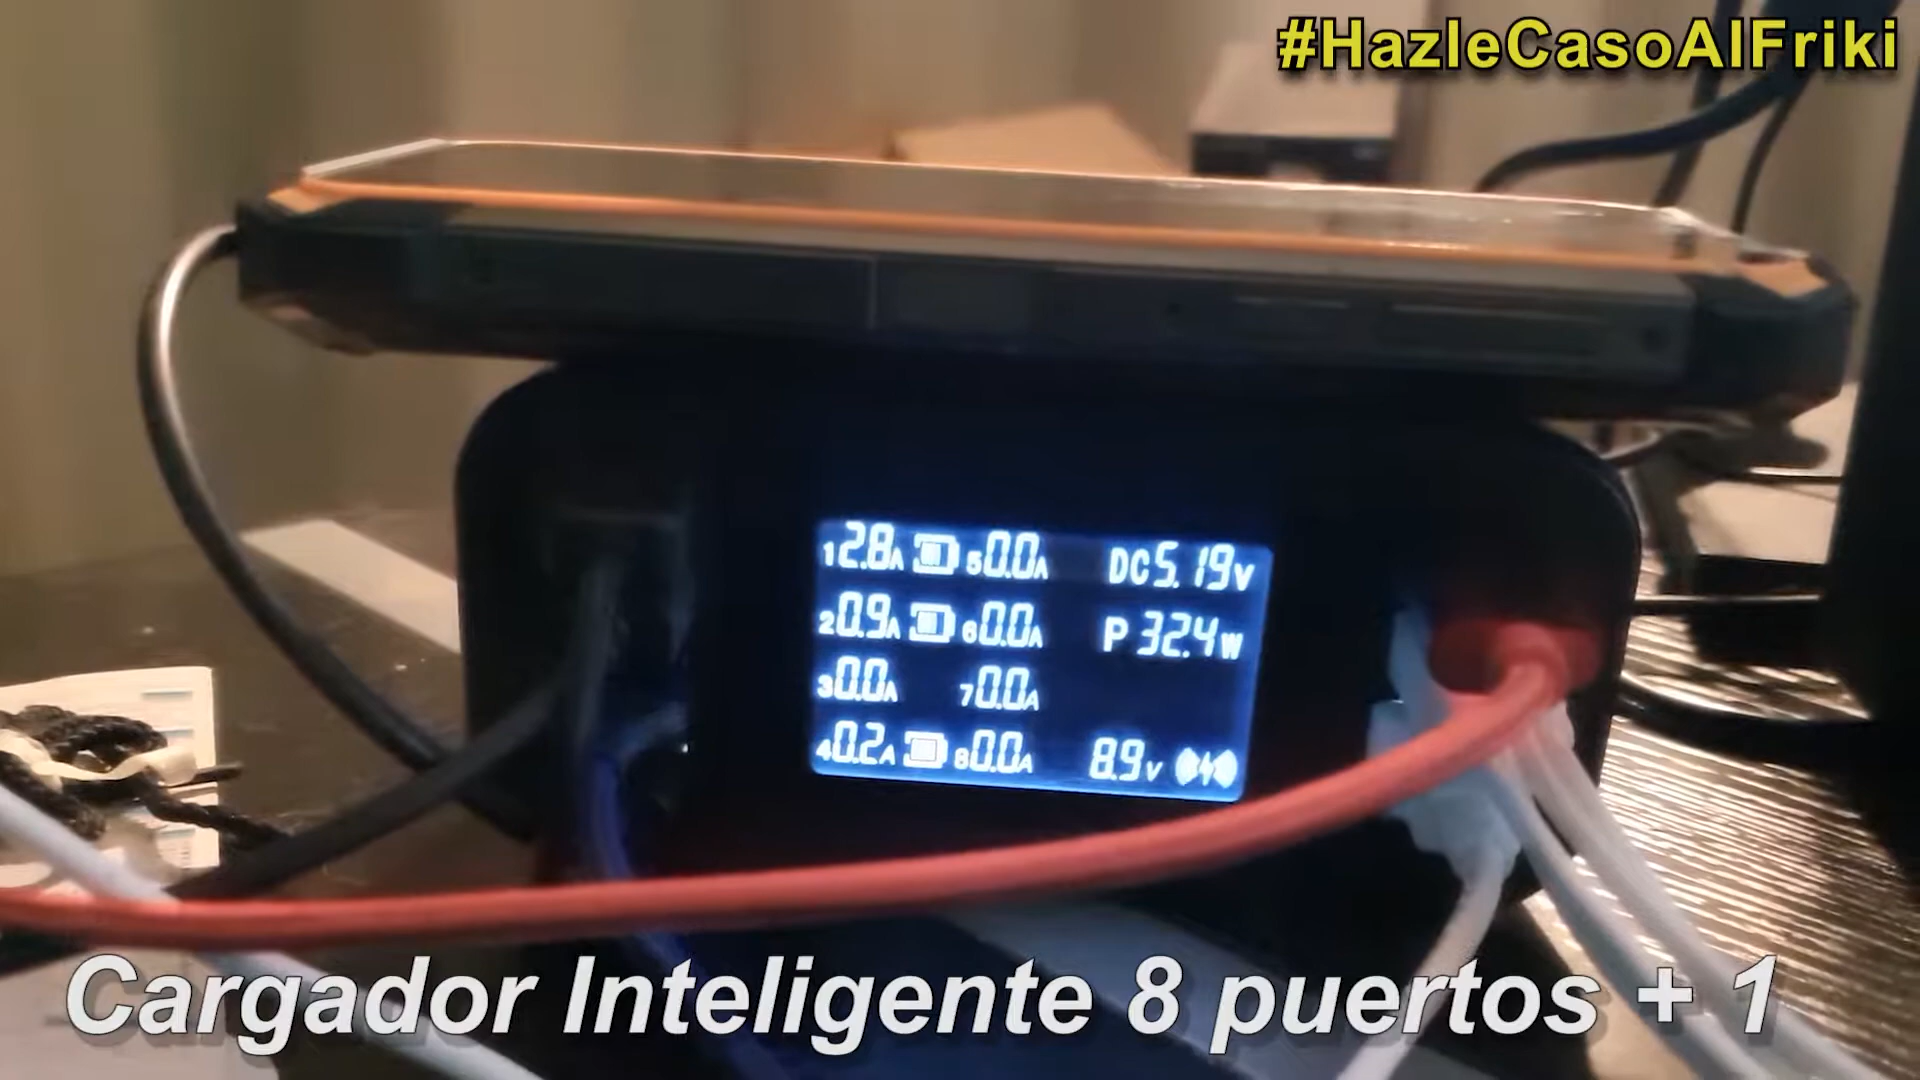 #HazleCasoAlFriki
1 2.8A 5 0.0A DC 5.19V
2 0.9A 6 0.0A P 32.4W
3 0.0A 7 0.0A
4 0.2A 8 0.0A 8.9V
Cargador Inteligente 8 puertos + 1